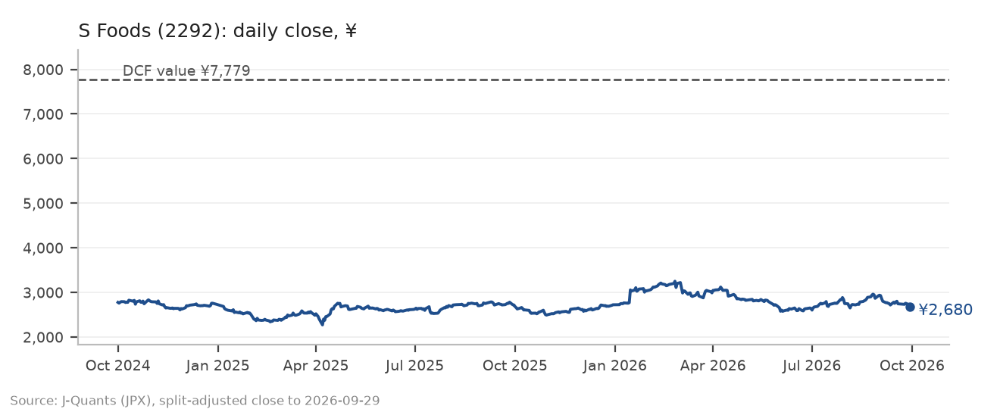 S Foods (2292): daily close, ¥
8,000
DCF value ¥7,779
7,000
6,000
5,000
4,000
3,000
¥2,680
2,000
Oct 2024
Jan 2025
Apr 2025
Jul 2025
Oct 2025
Jan 2026
Apr 2026
Jul 2026
Oct 2026
Source: J-Quants (JPX), split-adjusted close to 2026-09-29